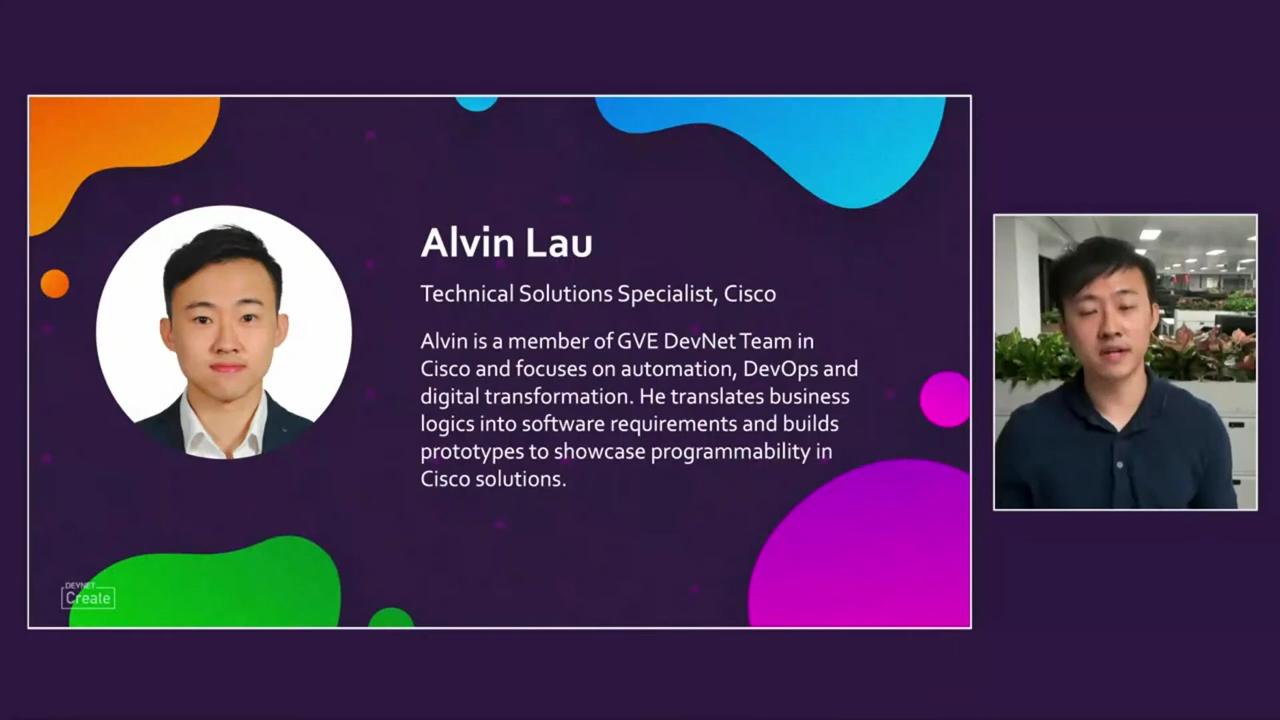 Alvin Lau
Technical Solutions Specialist, Cisco
Alvin is a member of GVE DevNet Team in
Cisco and focuses on automation, DevOps and
digital transformation. He translates business
logics into software requirements and builds
prototypes to showcase programmability in
Cisco solutions.
DEVNET
Create